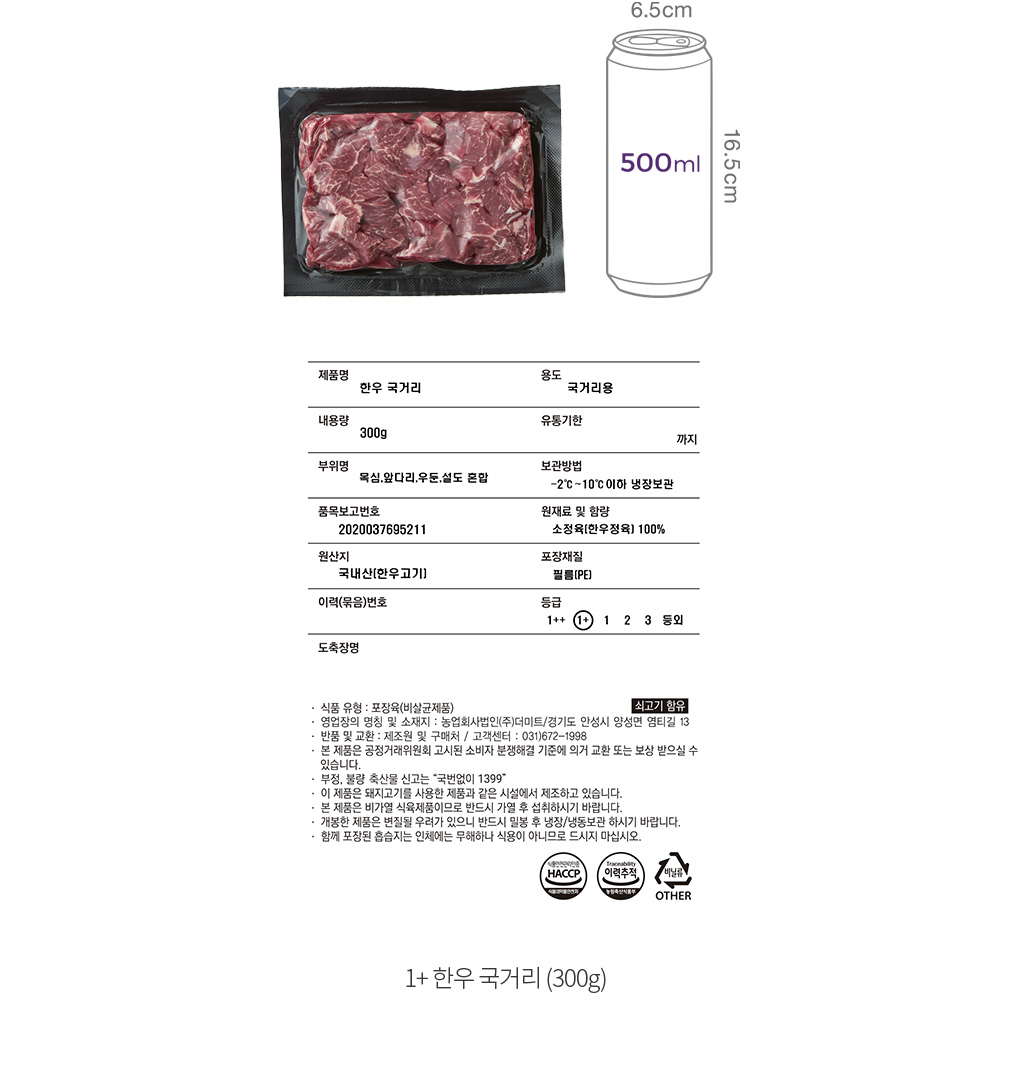 6.5cm
500ml
16.5cm
제품명
한우 국거리
용도
국거리용
내용량
300g
유통기한
까지
부위명
목심,앞다리,우둔,설도 혼합
보관방법
-2℃~10℃이하 냉장보관
품목보고번호
2020037695211
원재료 및 함량
소정육(한우정육) 100%
원산지
국내산(한우고기)
포장재질
필름(PE)
이력(묶음)번호
등급
1++ 1+ 1 2 3 등외
도축장명
쇠고기 함유
· 식품 유형 : 포장육(비살균제품)
· 영업장의 명칭 및 소재지 : 농업회사법인(주)더미트/경기도 안성시 양성면 염티길 13
· 반품 및 교환 : 제조원 및 구매처 / 고객센터 : 031)672-1998
· 본 제품은 공정거래위원회 고시된 소비자 분쟁해결 기준에 의거 교환 또는 보상 받으실 수
있습니다.
· 부정, 불량 축산물 신고는 “국번없이 1399”
· 이 제품은 돼지고기를 사용한 제품과 같은 시설에서 제조하고 있습니다.
· 본 제품은 비가열 식육제품이므로 반드시 가열 후 섭취하시기 바랍니다.
· 개봉한 제품은 변질될 우려가 있으니 반드시 밀봉 후 냉장/냉동보관 하시기 바랍니다.
· 함께 포장된 흡습지는 인체에는 무해하나 식용이 아니므로 드시지 마십시오.
HACCP
Traceability
이력추적
농림축산식품부
비닐류
OTHER
1+ 한우 국거리 (300g)